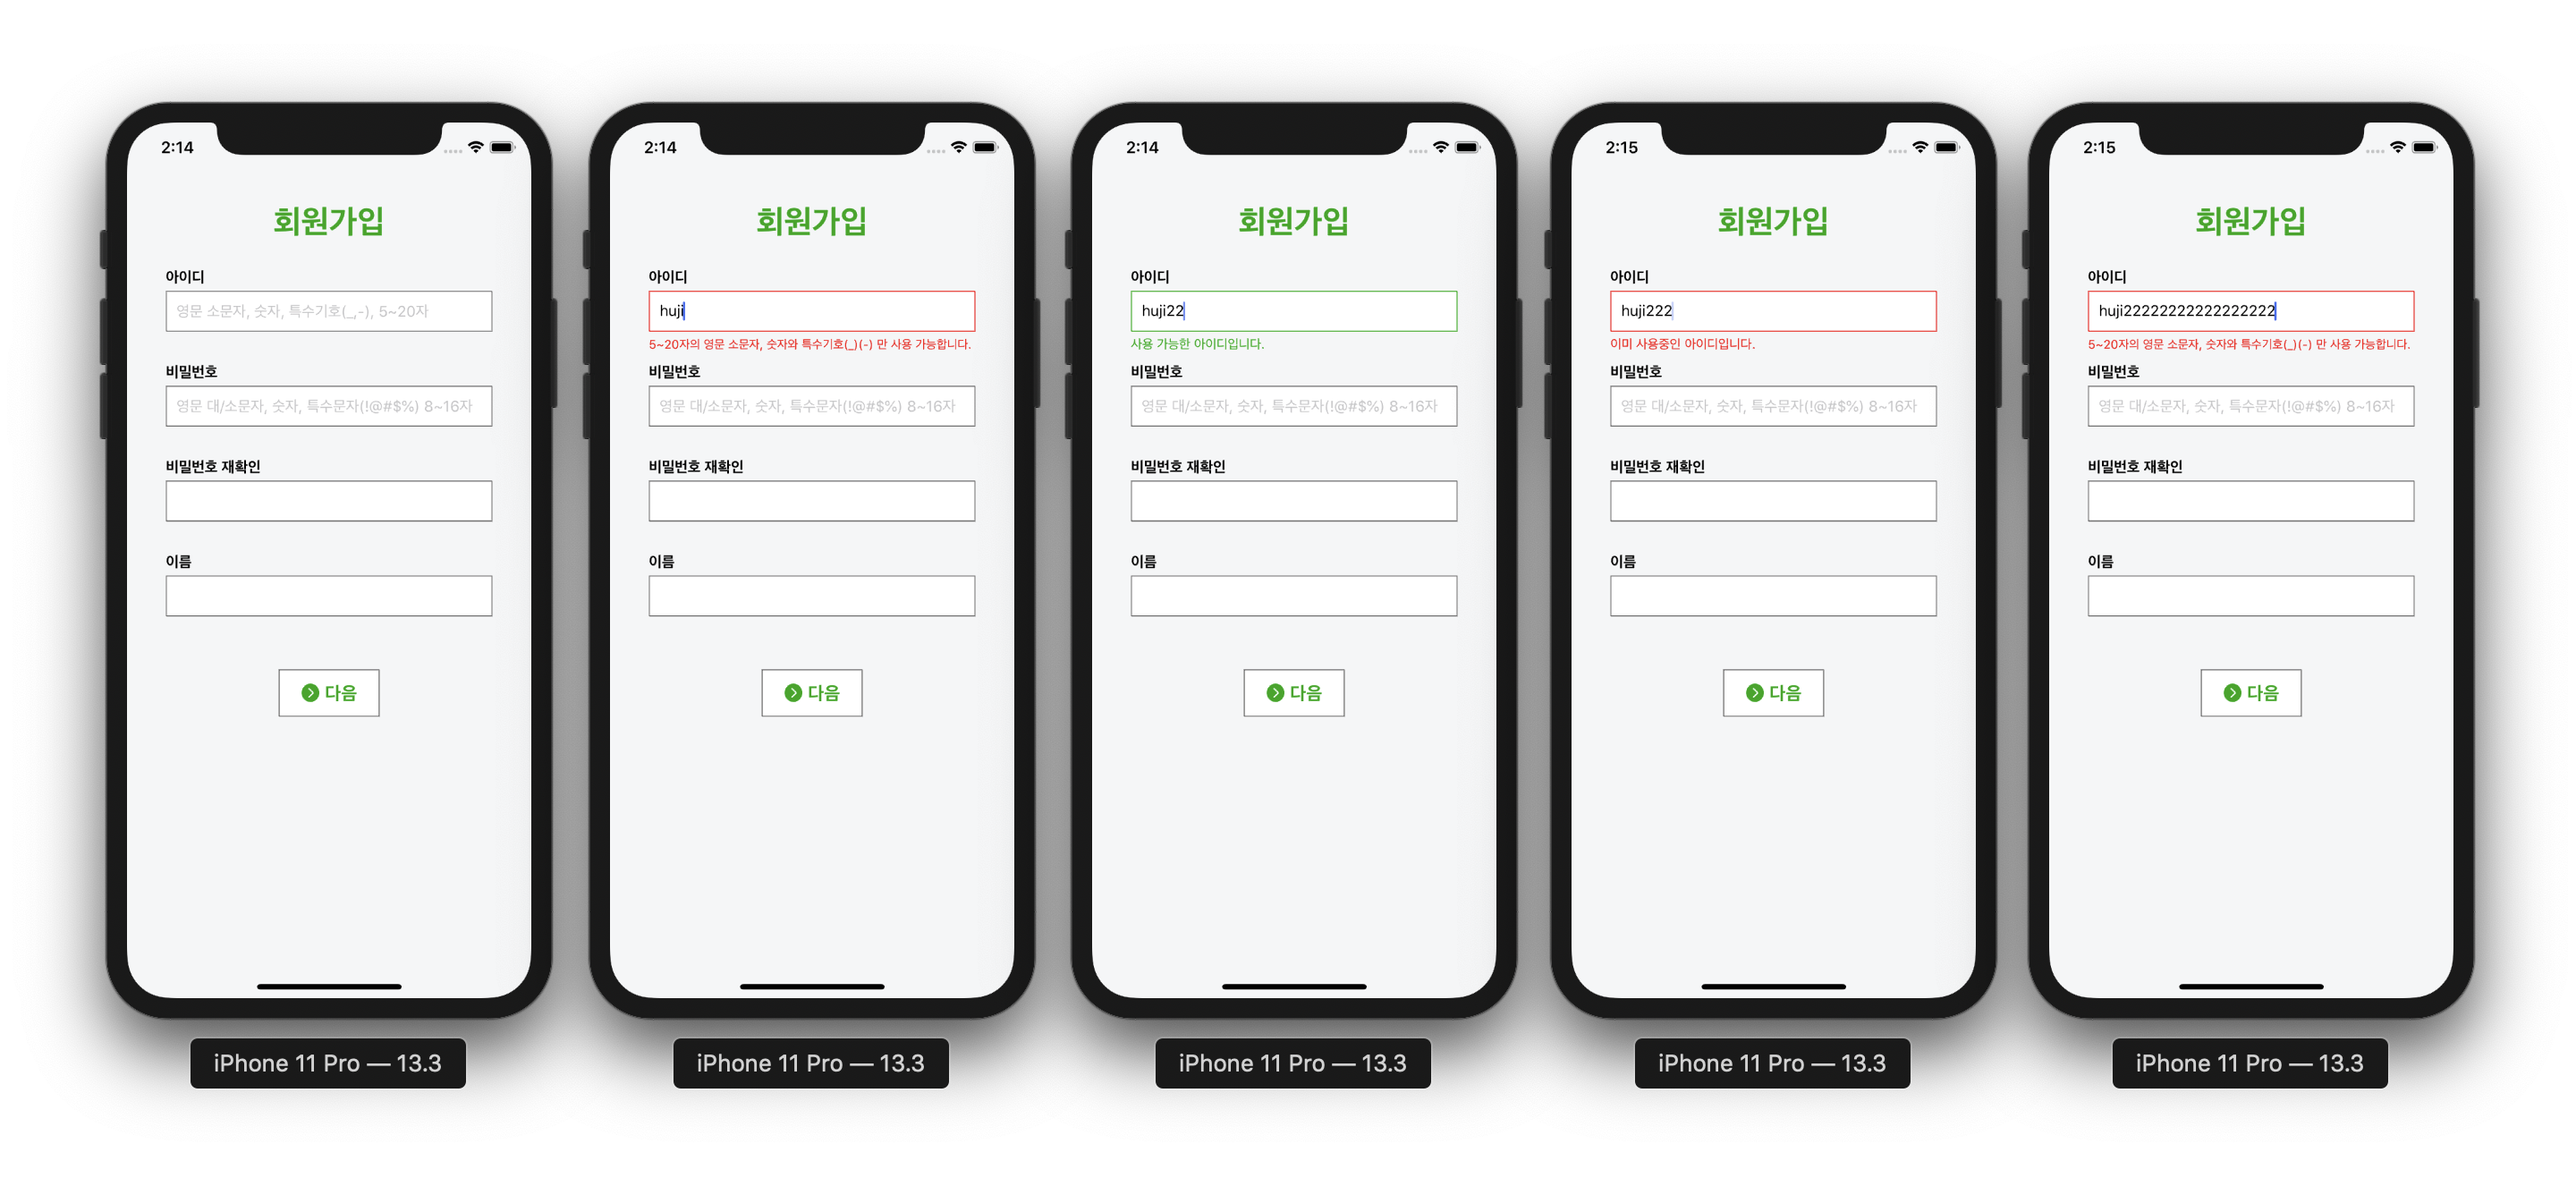 2:14
회원가입
아이디
영문 소문자, 숫자, 특수기호(_,-), 5~20자
비밀번호
영문 대/소문자, 숫자, 특수문자(!@#$%) 8~16자
비밀번호 재확인
이름
다음
iPhone 11 Pro — 13.3
2:14
회원가입
아이디
huji
5~20자의 영문 소문자, 숫자와 특수기호(_)(-) 만 사용 가능합니다.
비밀번호
영문 대/소문자, 숫자, 특수문자(!@#$%) 8~16자
비밀번호 재확인
이름
다음
iPhone 11 Pro — 13.3
2:14
회원가입
아이디
huji22
사용 가능한 아이디입니다.
비밀번호
영문 대/소문자, 숫자, 특수문자(!@#$%) 8~16자
비밀번호 재확인
이름
다음
iPhone 11 Pro — 13.3
2:15
회원가입
아이디
huji222
이미 사용중인 아이디입니다.
비밀번호
영문 대/소문자, 숫자, 특수문자(!@#$%) 8~16자
비밀번호 재확인
이름
다음
iPhone 11 Pro — 13.3
2:15
회원가입
아이디
huji22222222222222222
5~20자의 영문 소문자, 숫자와 특수기호(_)(-) 만 사용 가능합니다.
비밀번호
영문 대/소문자, 숫자, 특수문자(!@#$%) 8~16자
비밀번호 재확인
이름
다음
iPhone 11 Pro — 13.3